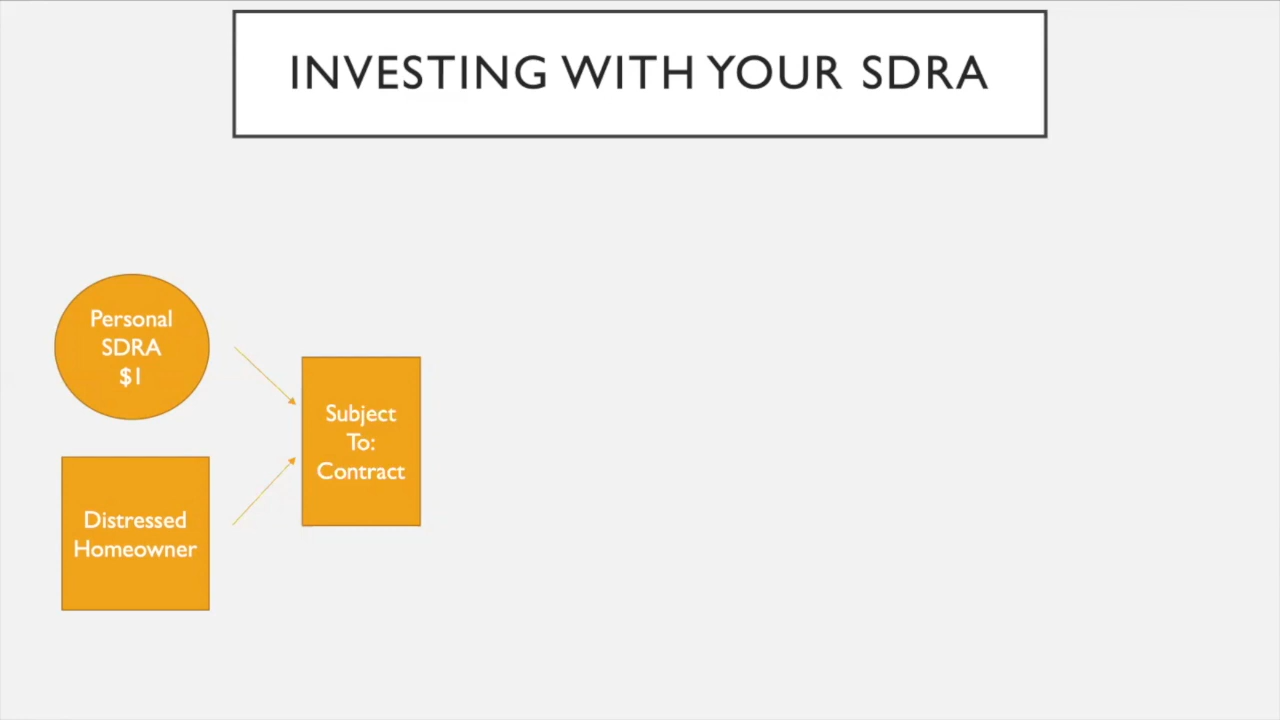 INVESTING WITH YOUR SDRA
Personal
SDRA
$1
Subject
To:
Contract
Distressed
Homeowner